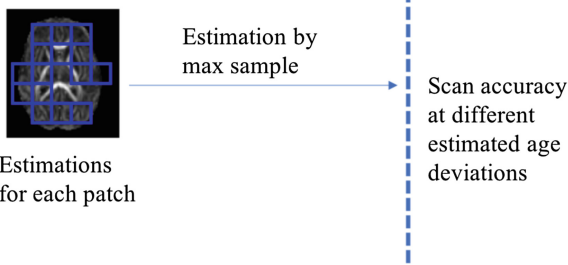 Estimation by
max sample
Scan accuracy
at different
estimated age
deviations
Estimations
for each patch